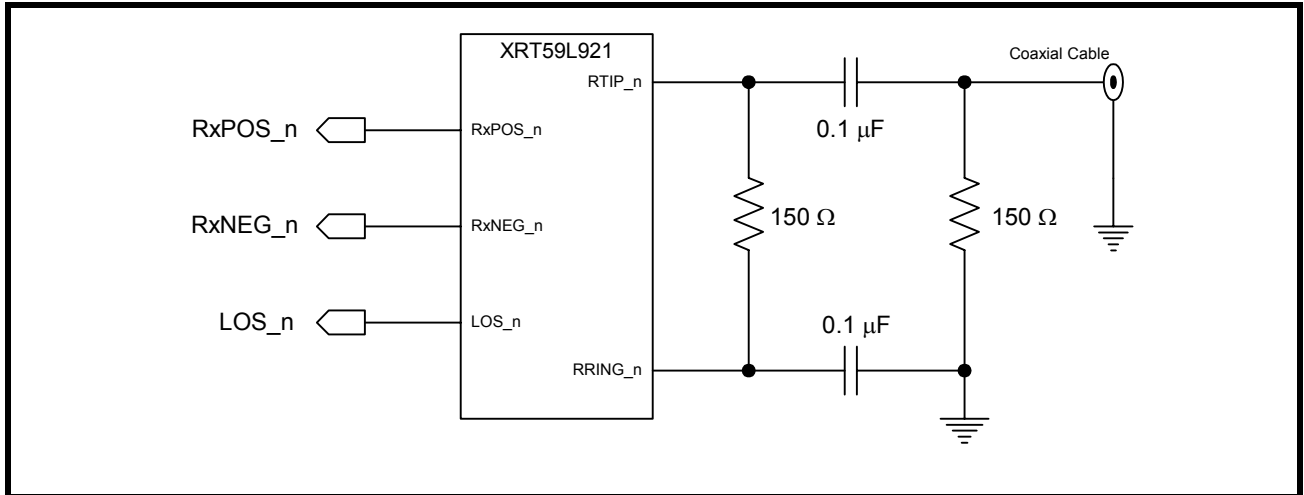 XRT59L921
Coaxial Cable
RTIP_n
RxPOS_n
RxPOS_n
0.1 μF
RxNEG_n
RxNEG_n
150 Ω
150 Ω
LOS_n
LOS_n
0.1 μF
RRING_n